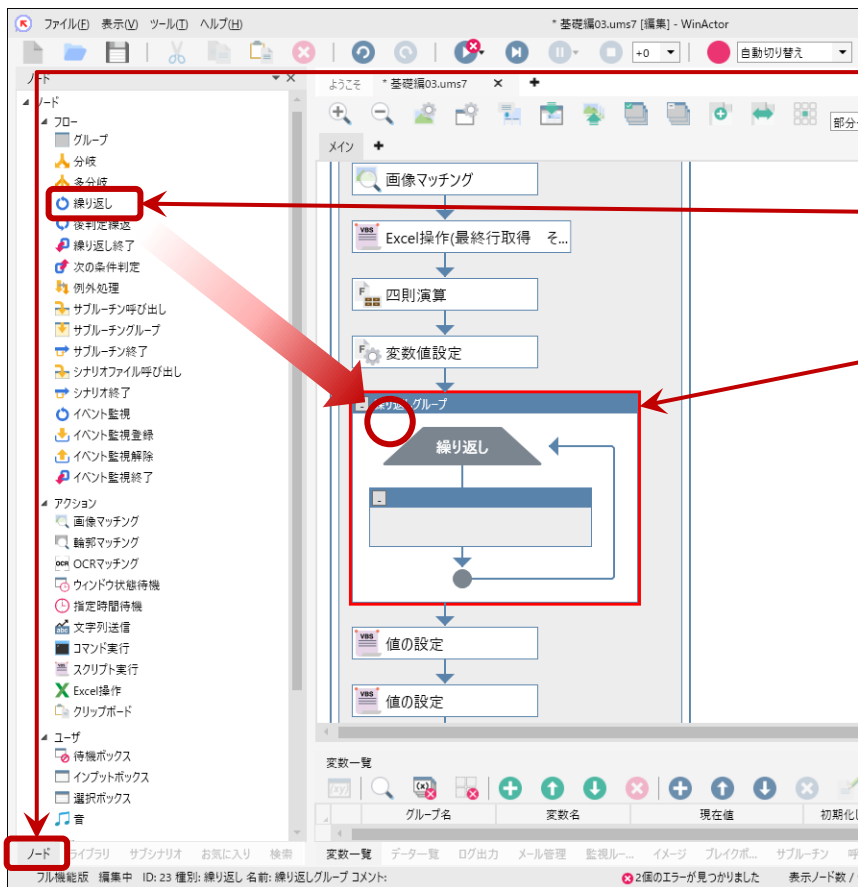 ファイル(F) 表示(V) ツール(T) ヘルプ(H)
* 基礎編03.ums7 [編集] - WinActor
+0
自動切り替え
ノード
ようこそ
* 基礎編03.ums7
部分
メイン
ノード
フロー
グループ
分岐
多分岐
繰り返し
後判定繰返
繰り返し終了
次の条件判定
例外処理
サブルーチン呼び出し
サブルーチングループ
サブルーチン終了
シナリオファイル呼び出し
シナリオ終了
イベント監視
イベント監視登録
イベント監視解除
イベント監視終了
アクション
画像マッチング
輪郭マッチング
OCRマッチング
ウィンドウ状態待機
指定時間待機
文字列送信
コマンド実行
スクリプト実行
Excel操作
クリップボード
ユーザ
待機ボックス
インプットボックス
選択ボックス
音
画像マッチング
Excel操作(最終行取得 そ...
四則演算
変数値設定
繰り返しグループ
繰り返し
値の設定
値の設定
変数一覧
グループ名 変数名 現在値 初期化し
ノード ライブラリ サブシナリオ お気に入り 検索
変数一覧 データ一覧 ログ出力 メール管理 監視ルー... イメージ ブレイクポ... サブルーチン 呼
フル機能版 編集中 ID: 23 種別: 繰り返し 名前: 繰り返しグループ コメント:
2個のエラーが見つかりました 表示ノード数 /